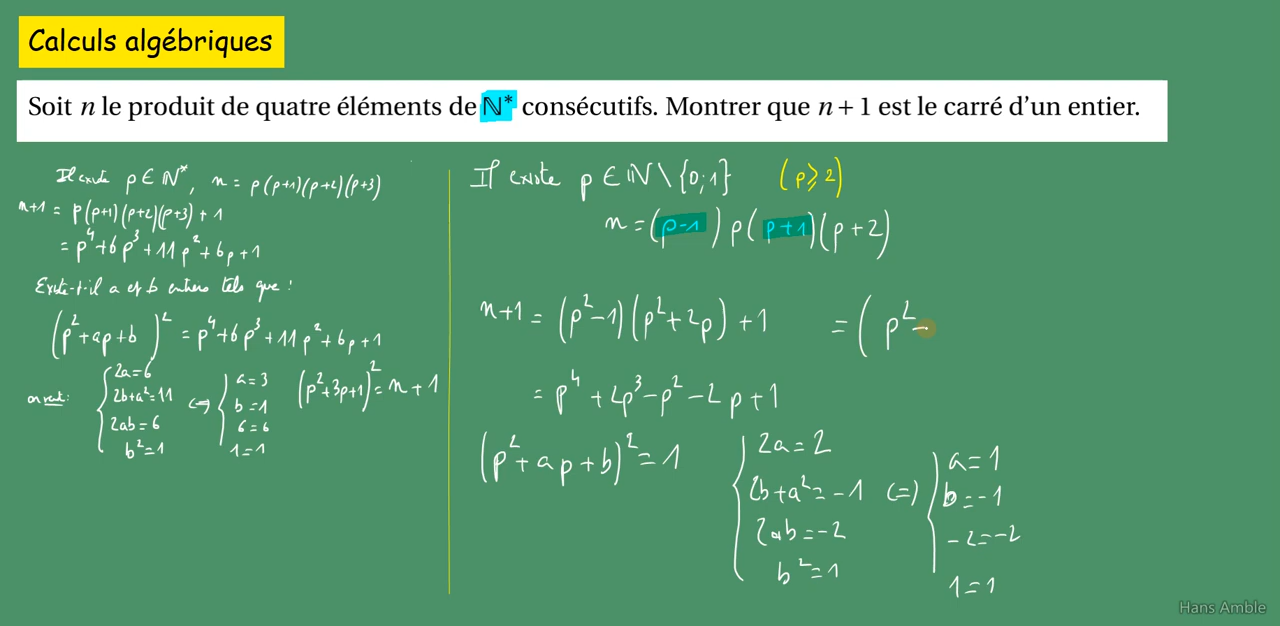 Calculs algébriques
Soit n le produit de quatre éléments de ℕ* consécutifs. Montrer que n + 1 est le carré d'un entier.
Il existe p ∈ ℕ*, n = p(p+1)(p+2)(p+3)
n+1 = p(p+1)(p+2)(p+3) + 1
= p⁴+6p³+11p²+6p+1
Existe-t-il a et b entiers tels que :
(p²+ap+b)² = p⁴+6p³+11p²+6p+1
on veut: { 2a=6 ⟺ { a=3
2b+a²=11 b=1
2ab=6 6=6
b²=1 1=1
(p²+3p+1)² = n+1
Il existe p ∈ ℕ∖{0;1} (p⩾2)
n = (p-1)p(p+1)(p+2)
n+1 = (p²-1)(p²+2p)+1 = (p²-
= p⁴+2p³-p²-2p+1
(p²+ap+b)² = 1
{ 2a=2 (=) { a=1
2b+a²=-1 b=-1
2ab=-2 -2=-2
b²=1 1=1
Hans Amble